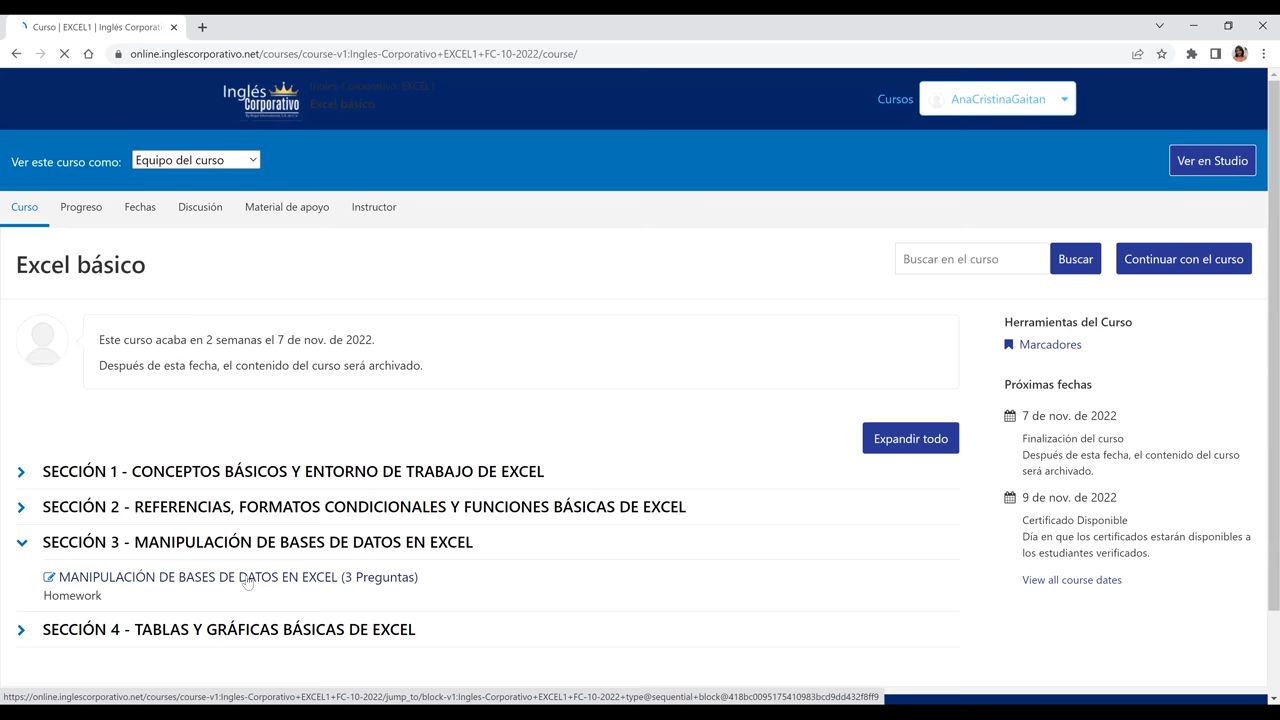 Curso | EXCEL1 | Inglés Corporati
online.inglescorporativo.net/courses/course-v1:Ingles-Corporativo+EXCEL1+FC-10-2022/course/
Inglés Corporativo
By Regal International, S.A. de C.V.
Ingles-Corporativo: EXCEL1
Excel básico
Cursos
AnaCristinaGaitan
Ver este curso como:
Equipo del curso
Ver en Studio
Curso
Progreso
Fechas
Discusión
Material de apoyo
Instructor
Excel básico
Buscar en el curso
Buscar
Continuar con el curso
Este curso acaba en 2 semanas el 7 de nov. de 2022.
Después de esta fecha, el contenido del curso será archivado.
Expandir todo
SECCIÓN 1 - CONCEPTOS BÁSICOS Y ENTORNO DE TRABAJO DE EXCEL
SECCIÓN 2 - REFERENCIAS, FORMATOS CONDICIONALES Y FUNCIONES BÁSICAS DE EXCEL
SECCIÓN 3 - MANIPULACIÓN DE BASES DE DATOS EN EXCEL
MANIPULACIÓN DE BASES DE DATOS EN EXCEL (3 Preguntas)
Homework
SECCIÓN 4 - TABLAS Y GRÁFICAS BÁSICAS DE EXCEL
Herramientas del Curso
Marcadores
Próximas fechas
7 de nov. de 2022
Finalización del curso
Después de esta fecha, el contenido del curso
será archivado.
9 de nov. de 2022
Certificado Disponible
Día en que los certificados estarán disponibles a
los estudiantes verificados.
View all course dates
https://online.inglescorporativo.net/courses/course-v1:Ingles-Corporativo+EXCEL1+FC-10-2022/jump_to/block-v1:Ingles-Corporativo+EXCEL1+FC-10-2022+type@sequential+block@418bc0095175410983bcd9dd432f8ff9